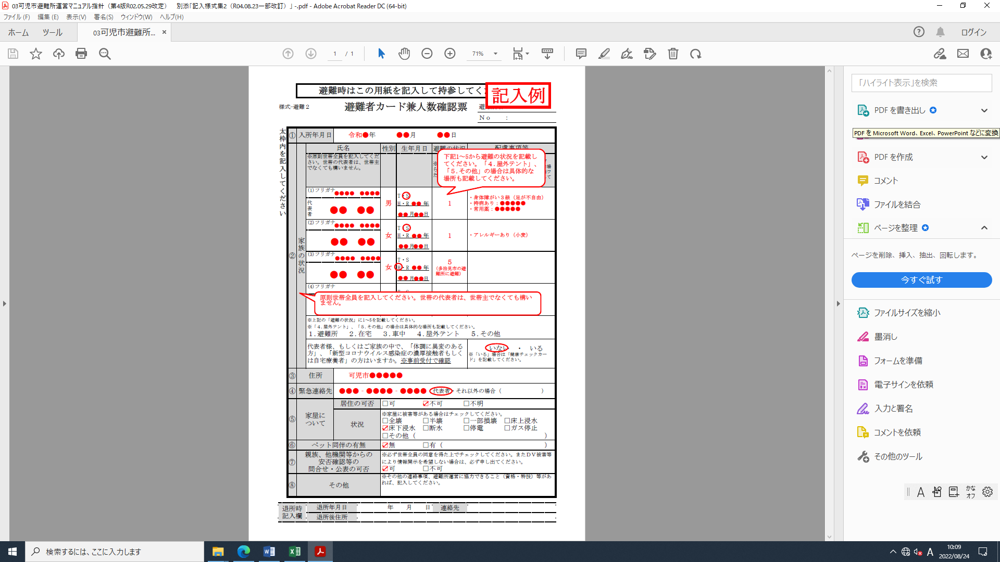 03可児市避難所運営マニュアル指針（第4版R02.05.29改定）　別添「記入様式集2（R04.08.23一部改訂）」-.pdf - Adobe Acrobat Reader DC (64-bit)
ファイル(F) 編集(E) 表示(V) 署名(S) ウィンドウ(W) ヘルプ(H)
ホーム ツール 03可児市避難所... × ログイン
1 / 1 71%
避難時はこの用紙を記入して持参してく
記入例
様式-避難２ 避難者カード兼人数確認票 避
Ｎｏ　：
太枠内を記入してください
① 入所年月日 令和●年 ●●月 ●●日
② 家族の状況
氏名 性別 生年月日 避難の状況 配慮事項等
※原則世帯全員を記入してください。世帯の代表者は、世帯主でなくても構いません。
下記1～5から避難の状況を記載し
てください。「４.屋外テント」、
「５.その他」の場合は具体的な
場所も記載してください。
(1)フリガナ ●●●● ●●●●
代表者 ●● ●● 男 T・S H・R ●● 年 ●●月●●日 1
・身体障がい３級（足が不自由）
・持病あり：●●●●●
・常用薬：●●●●●
(2)フリガナ ●●●● ●●●●
●● ●● 女 T・S H・R ●● 年 ●●月●●日 1 ・アレルギーあり（小麦）
(3)フリガナ ●●●● ●●●●
●● ●● 女 T・S H・R ●● 年 ●●月●●日 5
（多治見市の避難所に避難）
(4)フリガナ
原則世帯全員を記入してください。世帯の代表者は、世帯主でなくても構い
ません。
※上記の「避難の状況」に1～5を記載してください。
※「４.屋外テント」、「５.その他」の場合は具体的な場所も記載してください。
１.避難所 ２.在宅 ３.車中 ４.屋外テント ５.その他
代表者様、もしくはご家族の中で、「体調に異変のある
方」、「新型コロナウイルス感染症の濃厚接触者もしく
は自宅療養者」の方はいますか。※事前受付で確認
いない ・ いる
※「いる」場合は「健康チェックカー
ド」を記載してください。
③ 住所 可児市●●●●●
④ 緊急連絡先 ●●●-●●●●-●●●● 代表者・それ以外の場合（　　　）
⑤ 家屋について
居住の可否 □可 ☑不可 □不明
状況 ※家屋に被害等がある場合はチェックしてください。
□全壊 □半壊 □一部損壊 □床上浸水
☑床下浸水 □断水 □停電 □ガス停止
□その他（　　　）
⑥ ペット同伴の有無 ☑無 □有（　　　）
⑦ 親族、他機関等からの
安否確認等の
問合せ・公表の可否
※必ず世帯全員の同意を得た上でチェックしてください。またＤＶ被害等
により情報開示を希望しない場合は、必ず申し出てください。
☑可 □不可
⑧ その他 ※その他の連絡事項、避難所運営に協力できること（資格・特技）等があ
れば、記入してください。
退所時記入欄 退所年月日 年 月 日 連絡先
退所後住所
「ハイライト表示」を検索
PDF を書き出し
PDF を Microsoft Word、Excel、PowerPoint などに変換
PDF を作成
コメント
ファイルを結合
ページを整理
ページを削除、挿入、抽出、回転します。
今すぐ試す
ファイルサイズを縮小
墨消し
フォームを準備
電子サインを依頼
入力と署名
コメントを依頼
その他のツール
A かな オフ
検索するには、ここに入力します
A 10:09
2022/08/24